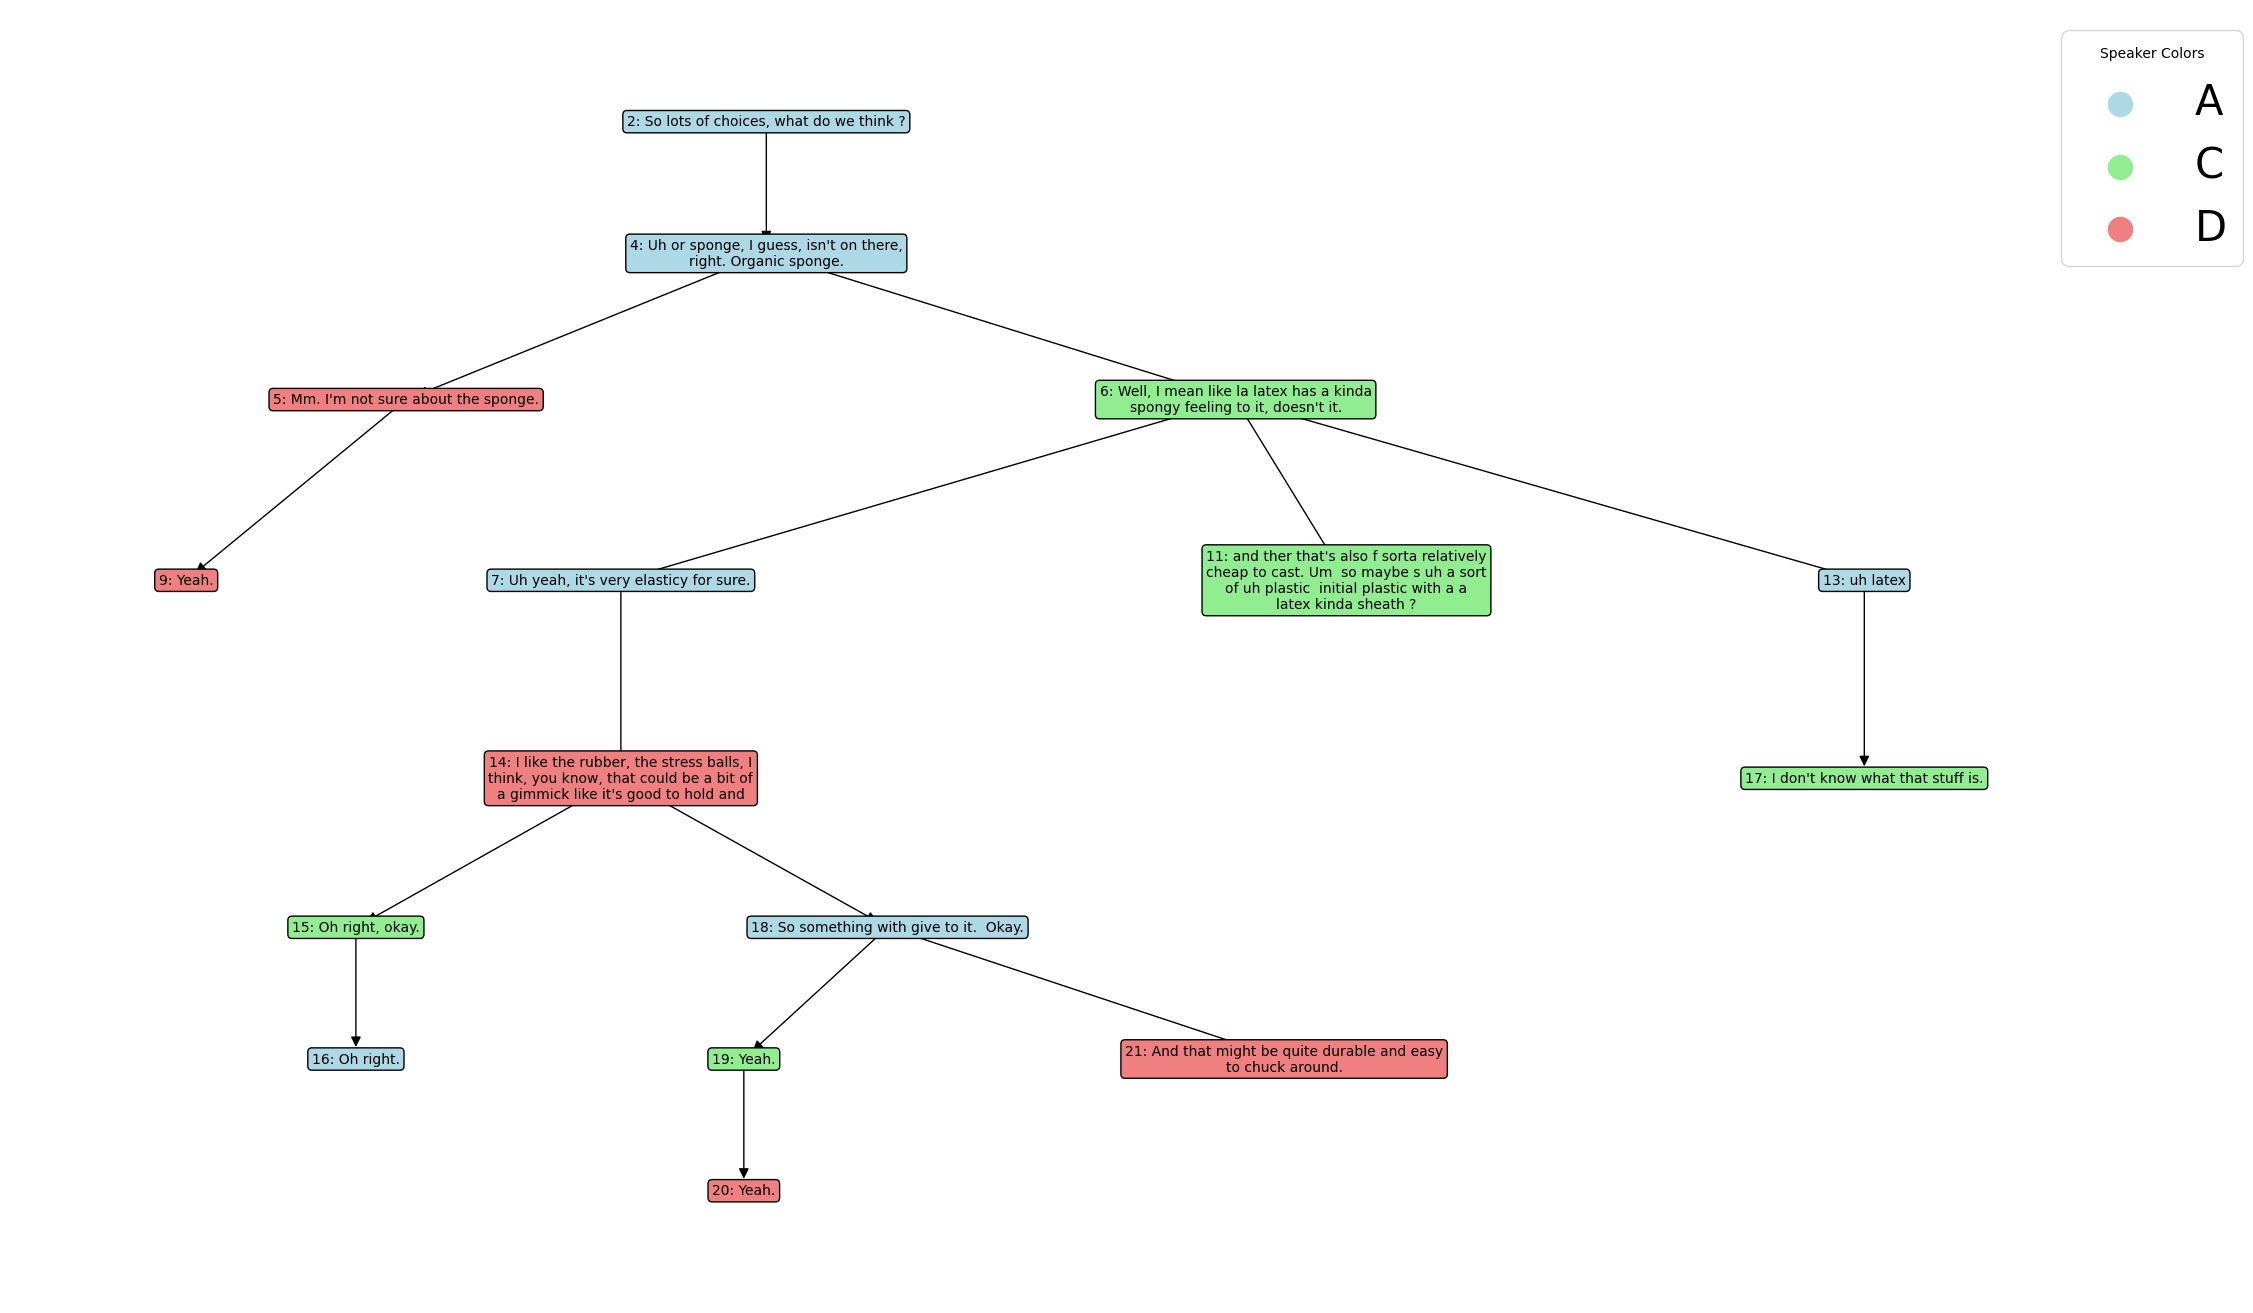 Speaker Colors
A
C
D
2: So lots of choices, what do we think ?
4: Uh or sponge, I guess, isn't on there,
right. Organic sponge.
5: Mm. I'm not sure about the sponge.
6: Well, I mean like la latex has a kinda
spongy feeling to it, doesn't it.
9: Yeah.
7: Uh yeah, it's very elasticy for sure.
11: and ther that's also f sorta relatively
cheap to cast. Um  so maybe s uh a sort
of uh plastic  initial plastic with a a
latex kinda sheath ?
13: uh latex
14: I like the rubber, the stress balls, I
think, you know, that could be a bit of
a gimmick like it's good to hold and
17: I don't know what that stuff is.
15: Oh right, okay.
18: So something with give to it.  Okay.
16: Oh right.
19: Yeah.
21: And that might be quite durable and easy
to chuck around.
20: Yeah.